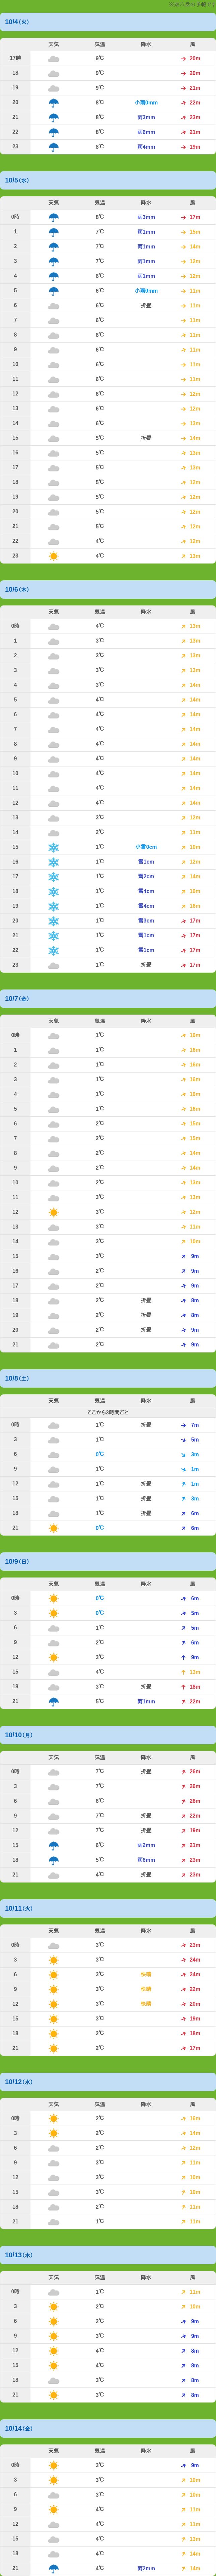 の予報です
10/4(火)
天気 気温 降水 風
17時 9℃ 20m
18 9℃ 20m
19 9℃ 21m
20 8℃ 小雨0mm 22m
21 8℃ 雨3mm 23m
22 8℃ 雨6mm 21m
23 8℃ 雨4mm 19m
10/5(水)
天気 気温 降水 風
0時 8℃ 雨3mm 17m
1 7℃ 雨1mm 15m
2 7℃ 雨1mm 14m
3 7℃ 雨1mm 12m
4 6℃ 雨1mm 12m
5 6℃ 小雨0mm 11m
6 6℃ 折曇 11m
7 6℃ 11m
8 6℃ 11m
9 6℃ 11m
10 6℃ 11m
11 6℃ 11m
12 6℃ 12m
13 6℃ 12m
14 6℃ 13m
15 5℃ 折曇 14m
16 5℃ 13m
17 5℃ 13m
18 5℃ 12m
19 5℃ 12m
20 5℃ 12m
21 5℃ 12m
22 4℃ 12m
23 4℃ 13m
10/6(木)
天気 気温 降水 風
0時 4℃ 13m
1 3℃ 13m
2 3℃ 13m
3 3℃ 13m
4 3℃ 14m
5 4℃ 14m
6 4℃ 14m
7 4℃ 14m
8 4℃ 14m
9 4℃ 14m
10 4℃ 14m
11 4℃ 14m
12 4℃ 14m
13 3℃ 12m
14 2℃ 11m
15 1℃ 小雪0cm 10m
16 1℃ 雪1cm 12m
17 1℃ 雪2cm 14m
18 1℃ 雪4cm 16m
19 1℃ 雪4cm 16m
20 1℃ 雪3cm 17m
21 1℃ 雪1cm 17m
22 1℃ 雪1cm 17m
23 1℃ 折曇 17m
10/7(金)
天気 気温 降水 風
0時 1℃ 16m
1 1℃ 16m
2 1℃ 16m
3 1℃ 16m
4 1℃ 16m
5 1℃ 16m
6 2℃ 15m
7 2℃ 15m
8 2℃ 14m
9 2℃ 14m
10 2℃ 13m
11 3℃ 13m
12 3℃ 12m
13 3℃ 11m
14 3℃ 10m
15 3℃ 9m
16 2℃ 9m
17 2℃ 9m
18 2℃ 折曇 8m
19 2℃ 折曇 8m
20 2℃ 折曇 9m
21 2℃ 9m
10/8(土)
天気 気温 降水 風
ここから3時間ごと
0時 1℃ 折曇 7m
3 1℃ 5m
6 0℃ 3m
9 1℃ 1m
12 1℃ 折曇 1m
15 1℃ 折曇 3m
18 1℃ 折曇 6m
21 0℃ 6m
10/9(日)
天気 気温 降水 風
0時 0℃ 6m
3 0℃ 5m
6 1℃ 5m
9 2℃ 6m
12 3℃ 9m
15 4℃ 13m
18 3℃ 折曇 18m
21 5℃ 雨1mm 22m
10/10(月)
天気 気温 降水 風
0時 7℃ 折曇 26m
3 7℃ 26m
6 6℃ 26m
9 7℃ 折曇 22m
12 7℃ 折曇 19m
15 6℃ 雨2mm 21m
18 5℃ 雨6mm 23m
21 4℃ 折曇 23m
10/11(火)
天気 気温 降水 風
0時 3℃ 23m
3 3℃ 24m
6 3℃ 快晴 24m
9 3℃ 快晴 22m
12 3℃ 快晴 20m
15 3℃ 19m
18 2℃ 18m
21 2℃ 17m
10/12(水)
天気 気温 降水 風
0時 2℃ 16m
3 2℃ 14m
6 2℃ 12m
9 3℃ 11m
12 3℃ 10m
15 3℃ 10m
18 2℃ 11m
21 1℃ 11m
10/13(木)
天気 気温 降水 風
0時 1℃ 11m
3 2℃ 10m
6 2℃ 9m
9 3℃ 9m
12 4℃ 8m
15 4℃ 8m
18 3℃ 8m
21 3℃ 8m
10/14(金)
天気 気温 降水 風
0時 3℃ 9m
3 3℃ 10m
6 3℃ 10m
9 4℃ 11m
12 4℃ 11m
15 4℃ 13m
18 4℃ 14m
21 4℃ 雨2mm 14m